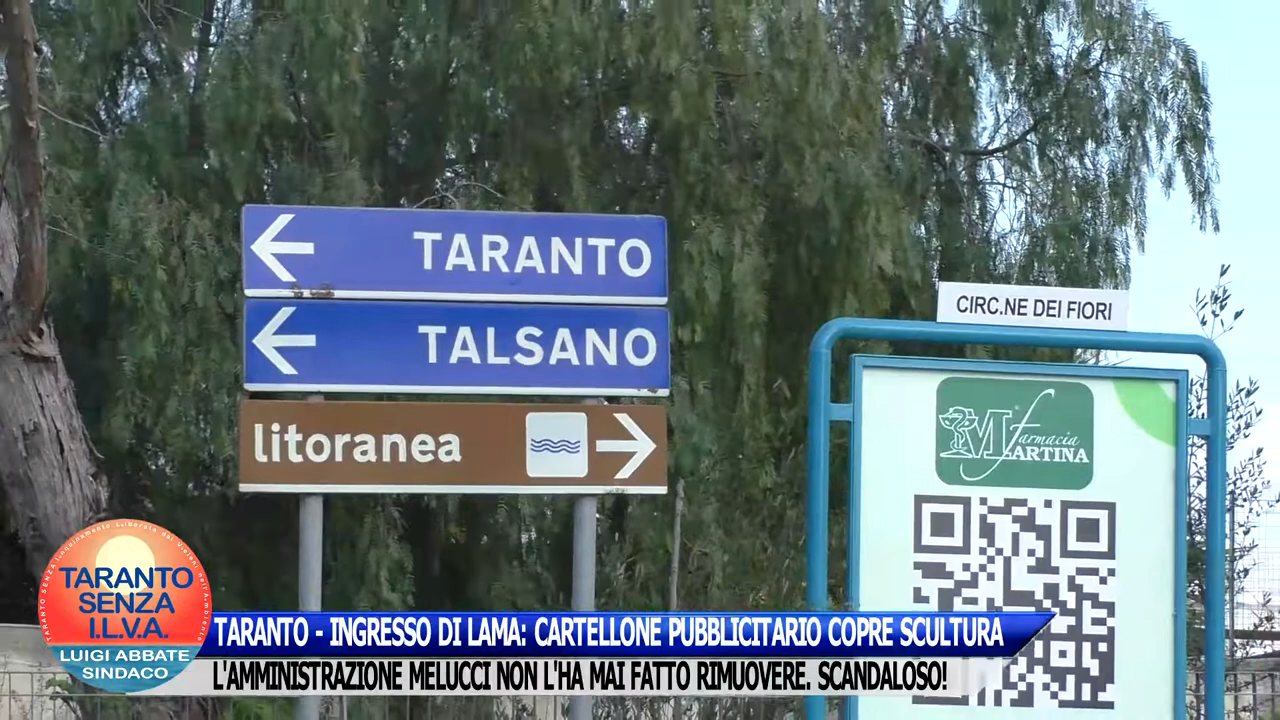 TARANTO
TALSANO
litoranea
CIRC.NE DEI FIORI
farmacia
MARTINA
TARANTO
SENZA
I.L.V.A.
LUIGI ABBATE
SINDACO
TARANTO - INGRESSO DI LAMA: CARTELLONE PUBBLICITARIO COPRE SCULTURA
L'AMMINISTRAZIONE MELUCCI NON L'HA MAI FATTO RIMUOVERE. SCANDALOSO!